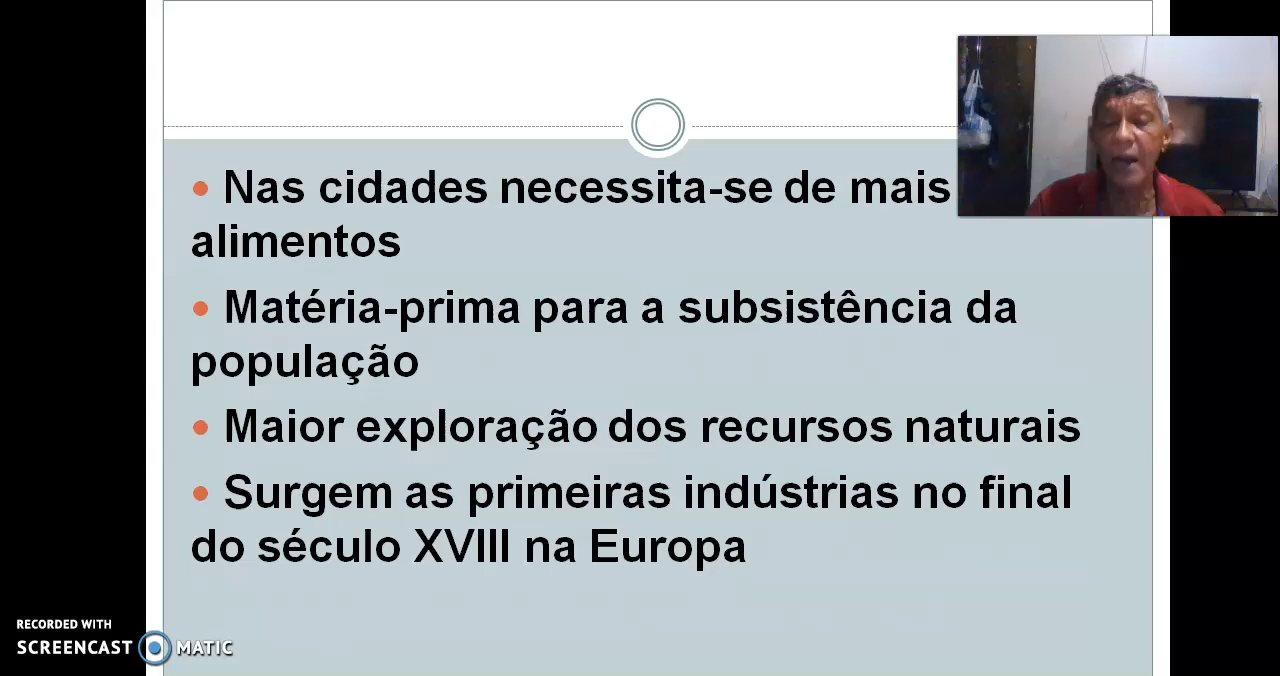 • Nas cidades necessita-se de mais
alimentos
• Matéria-prima para a subsistência da
população
• Maior exploração dos recursos naturais
• Surgem as primeiras indústrias no final
do século XVIII na Europa
RECORDED WITH
SCREENCAST MATIC